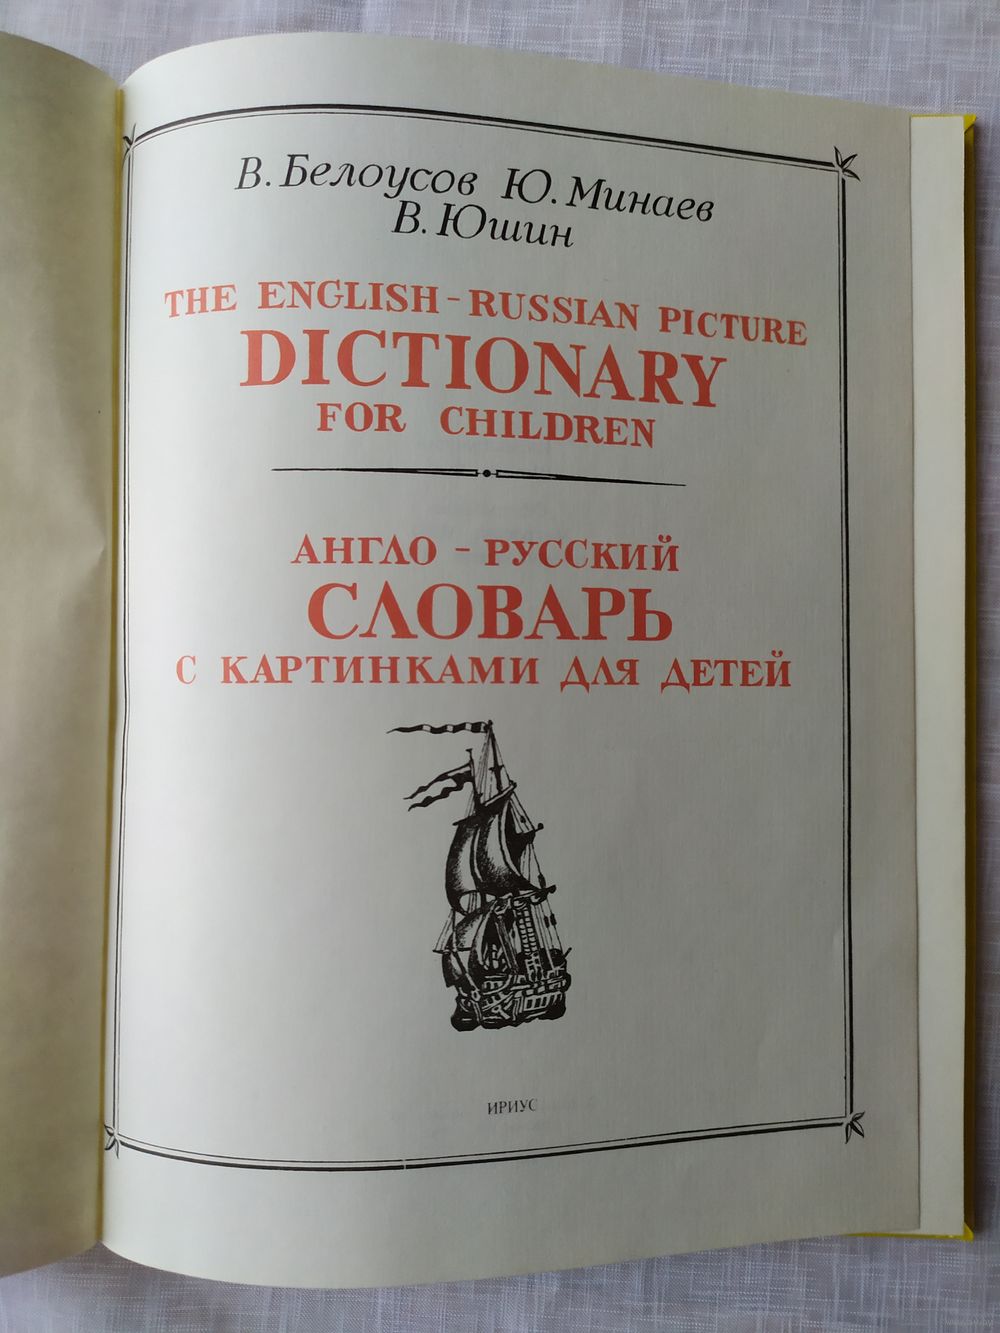 В. Белоусов Ю. Минаев
В. Юшин
THE ENGLISH - RUSSIAN PICTURE
DICTIONARY
FOR CHILDREN
АНГЛО - РУССКИЙ
СЛОВАРЬ
С КАРТИНКАМИ ДЛЯ ДЕТЕЙ
ИРИУС